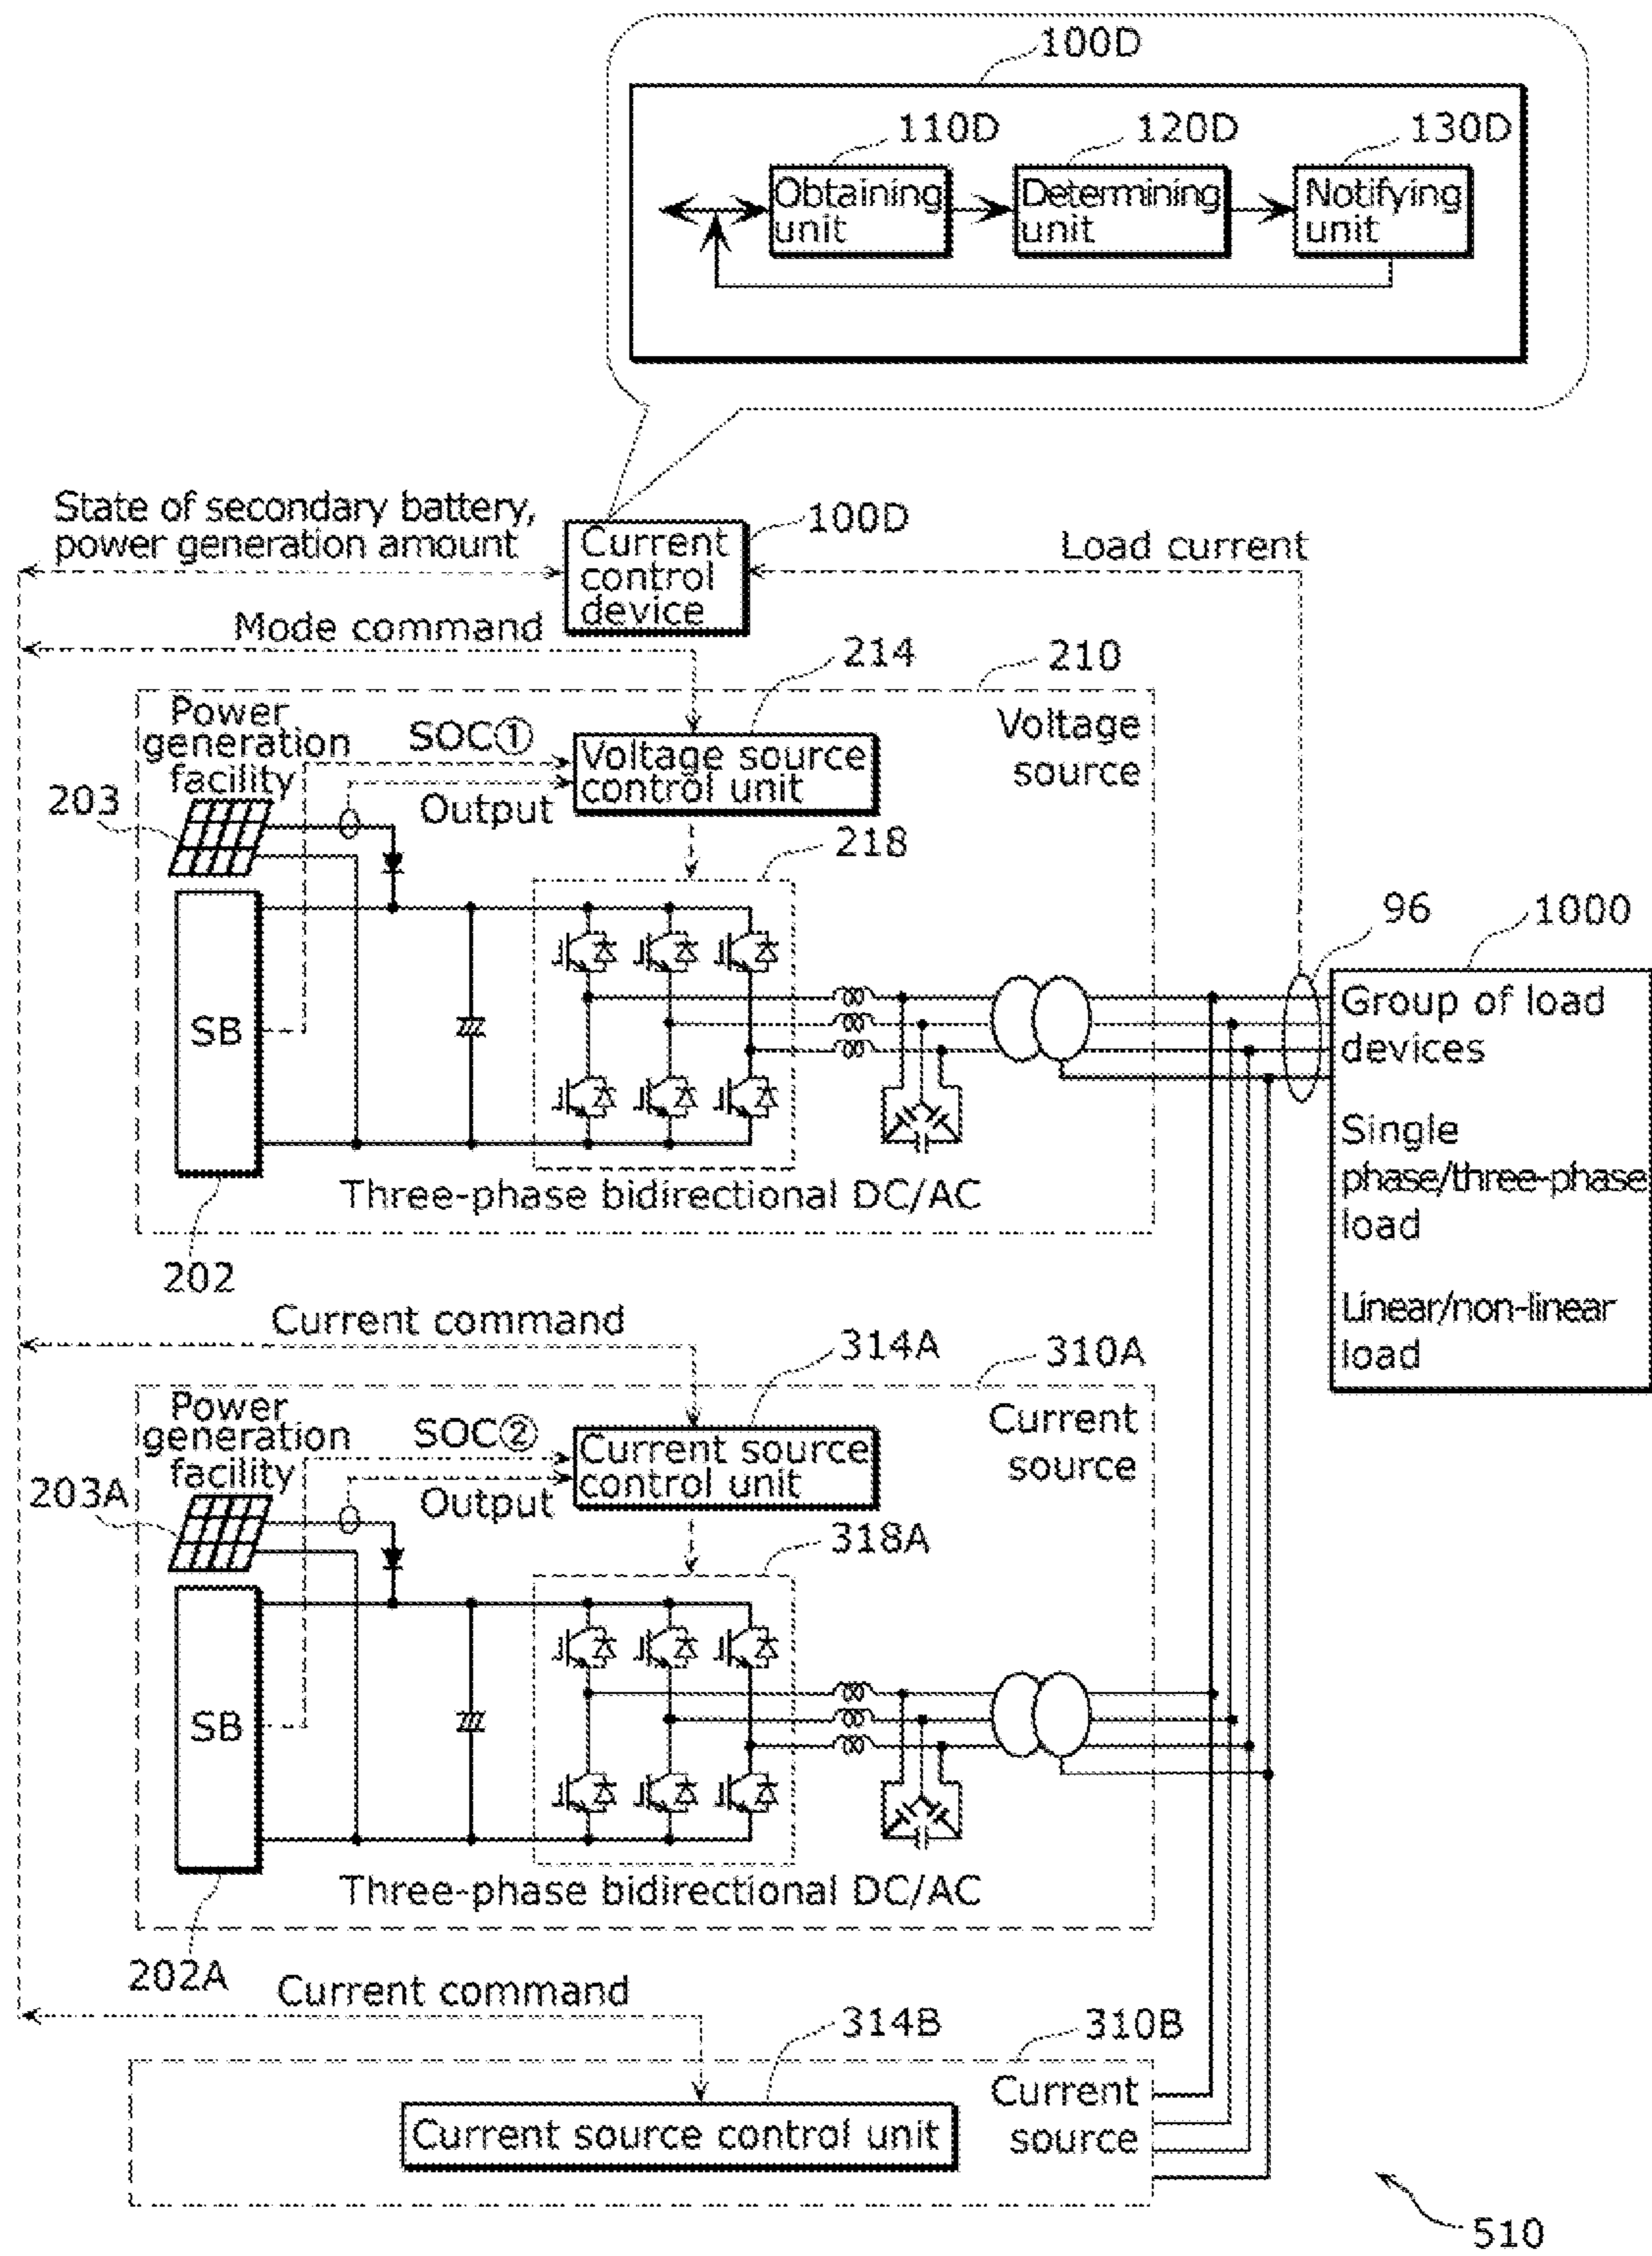 100D
110D
120D
130D
Obtaining
unit
Determining
unit
Notifying
unit
State of secondary battery,
power generation amount
Current
control
device
100D
Load current
Mode command
214
210
Power
generation
facility
SOC①
Output
Voltage source
control unit
Voltage
source
203
218
SB
96
1000
Group of load
devices
Single
phase/three-phase
load
Linear/non-linear
load
Three-phase bidirectional DC/AC
202
Current command
314A
310A
Power
generation
facility
SOC②
Output
Current source
control unit
Current
source
203A
318A
SB
Three-phase bidirectional DC/AC
202A
Current command
314B
310B
Current source control unit
Current
source
510